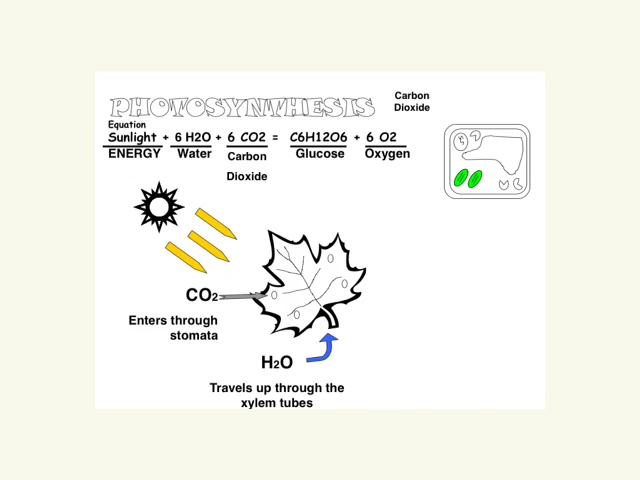 PHOTOSYNTHESIS
Carbon
Dioxide
Equation
Sunlight + 6 H2O + 6 CO2 = C6H12O6 + 6 O2
ENERGY Water Carbon Glucose Oxygen
Dioxide
CO2
Enters through
stomata
H2O
Travels up through the
xylem tubes